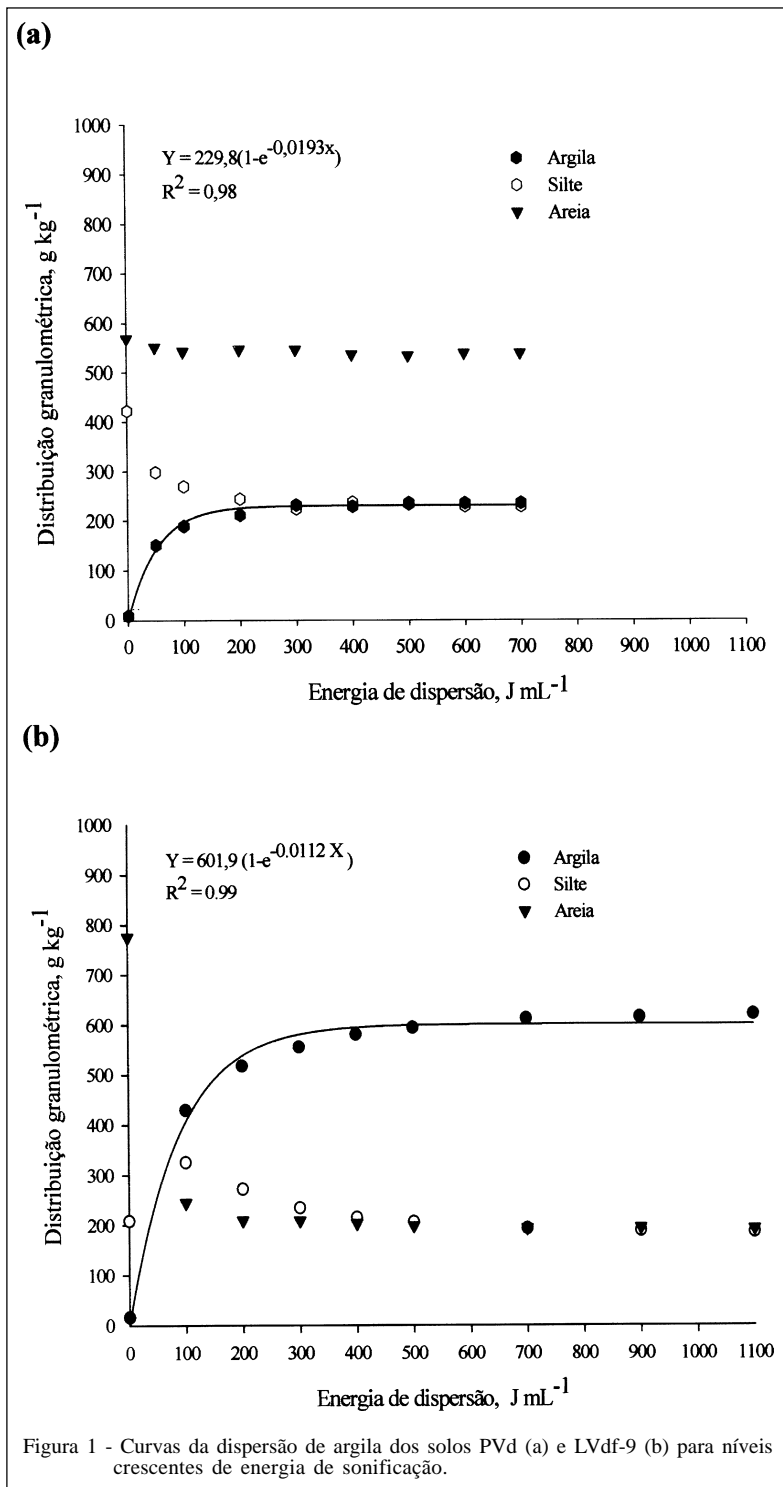 (a)
1000
900
800
700
600
500
400
300
200
100
0
Distribuição granulométrica, g kg⁻¹
Y = 229,8(1-e^-0,0193x)
R² = 0,98
Argila
Silte
Areia
0 100 200 300 400 500 600 700 800 900 1000 1100
Energia de dispersão, J mL⁻¹
(b)
1000
900
800
700
600
500
400
300
200
100
0
Distribuição granulométrica, g kg⁻¹
Y = 601,9 (1-e^-0.0112 X)
R² = 0.99
Argila
Silte
Areia
0 100 200 300 400 500 600 700 800 900 1000 1100
Energia de dispersão, J mL⁻¹
Figura 1 - Curvas da dispersão de argila dos solos PVd (a) e LVdf-9 (b) para níveis
crescentes de energia de sonificação.